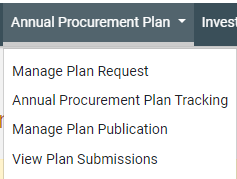 Annual Procurement Plan Invest
Manage Plan Request
Annual Procurement Plan Tracking
Manage Plan Publication
View Plan Submissions